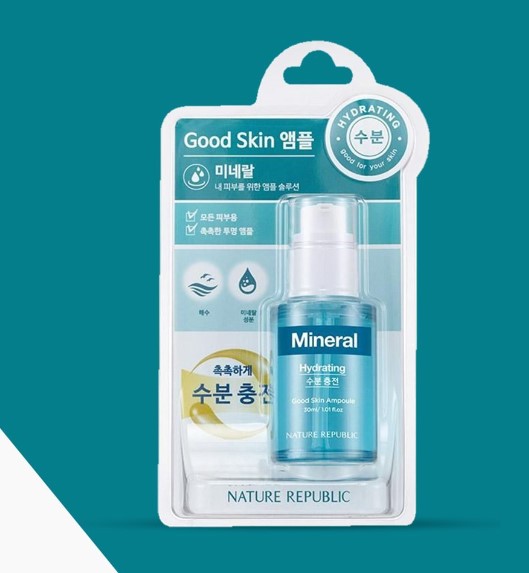 HYDRATING
수분
good for your skin
Good Skin 앰플
미네랄
내 피부를 위한 앰플 솔루션
모든 피부용
촉촉한 투명 앰플
해수
미네랄
성분
촉촉하게
수분 충전
Mineral
Hydrating
수분 충전
Good Skin Ampoule
30ml/ 1.01 fl.oz
NATURE REPUBLIC
NATURE REPUBLIC